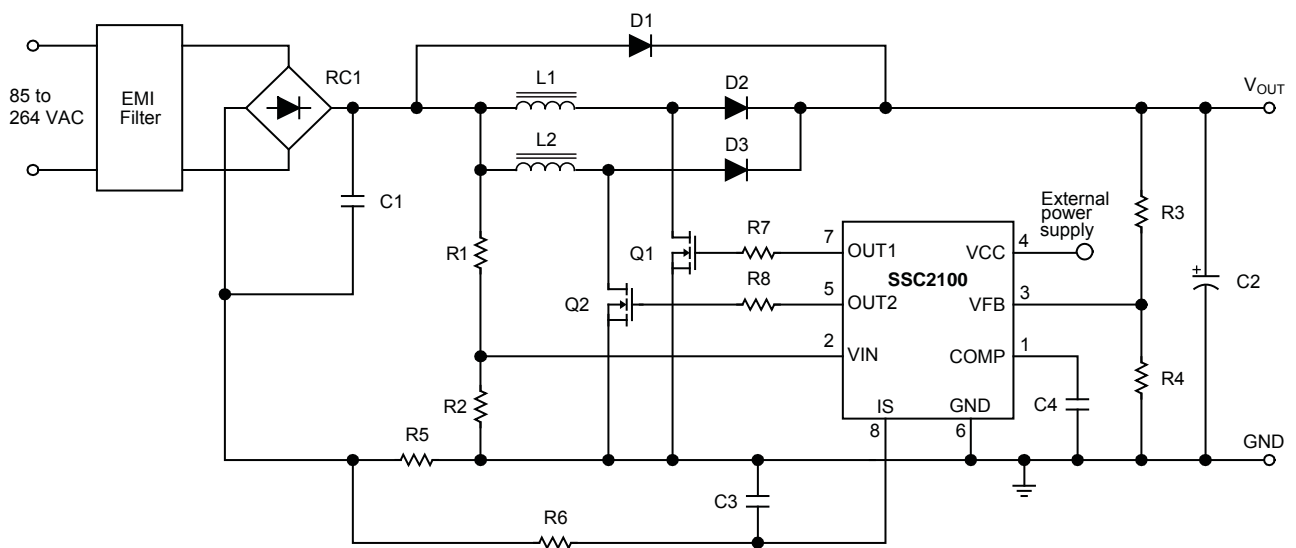 D1
RC1
L1
D2
VOUT
85 to
264 VAC
EMI
Filter
L2
D3
C1
External
power
supply
R3
R1
Q1
R7
7
OUT1
VCC
4
SSC2100
C2
+
Q2
R8
5
OUT2
VFB
3
2
VIN
COMP
1
R2
R4
C4
IS
GND
8
6
R5
GND
C3
R6